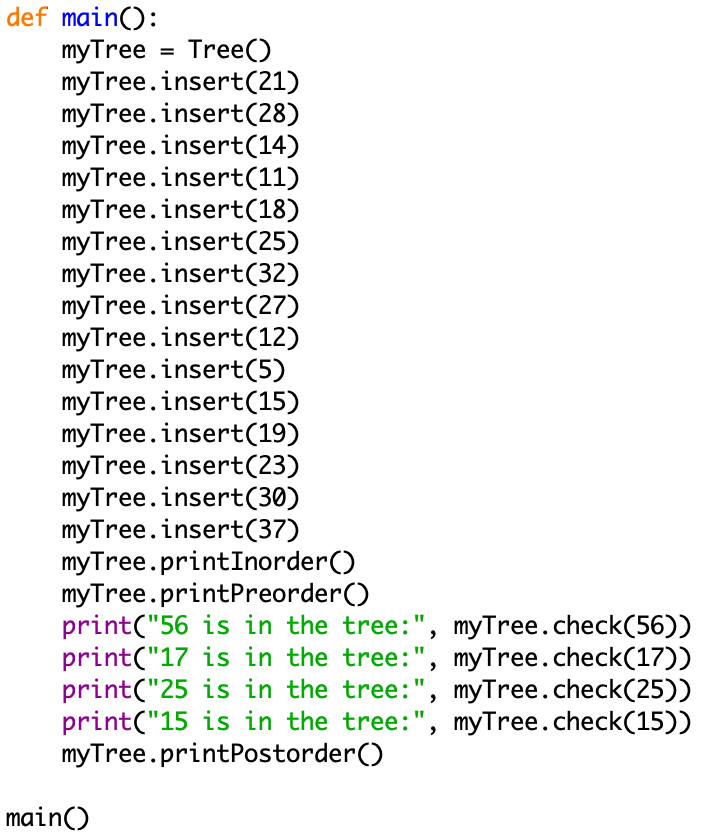 def main():
    myTree = Tree()
    myTree.insert(21)
    myTree.insert(28)
    myTree.insert(14)
    myTree.insert(11)
    myTree.insert(18)
    myTree.insert(25)
    myTree.insert(32)
    myTree.insert(27)
    myTree.insert(12)
    myTree.insert(5)
    myTree.insert(15)
    myTree.insert(19)
    myTree.insert(23)
    myTree.insert(30)
    myTree.insert(37)
    myTree.printInorder()
    myTree.printPreorder()
    print("56 is in the tree:", myTree.check(56))
    print("17 is in the tree:", myTree.check(17))
    print("25 is in the tree:", myTree.check(25))
    print("15 is in the tree:", myTree.check(15))
    myTree.printPostorder()

main()